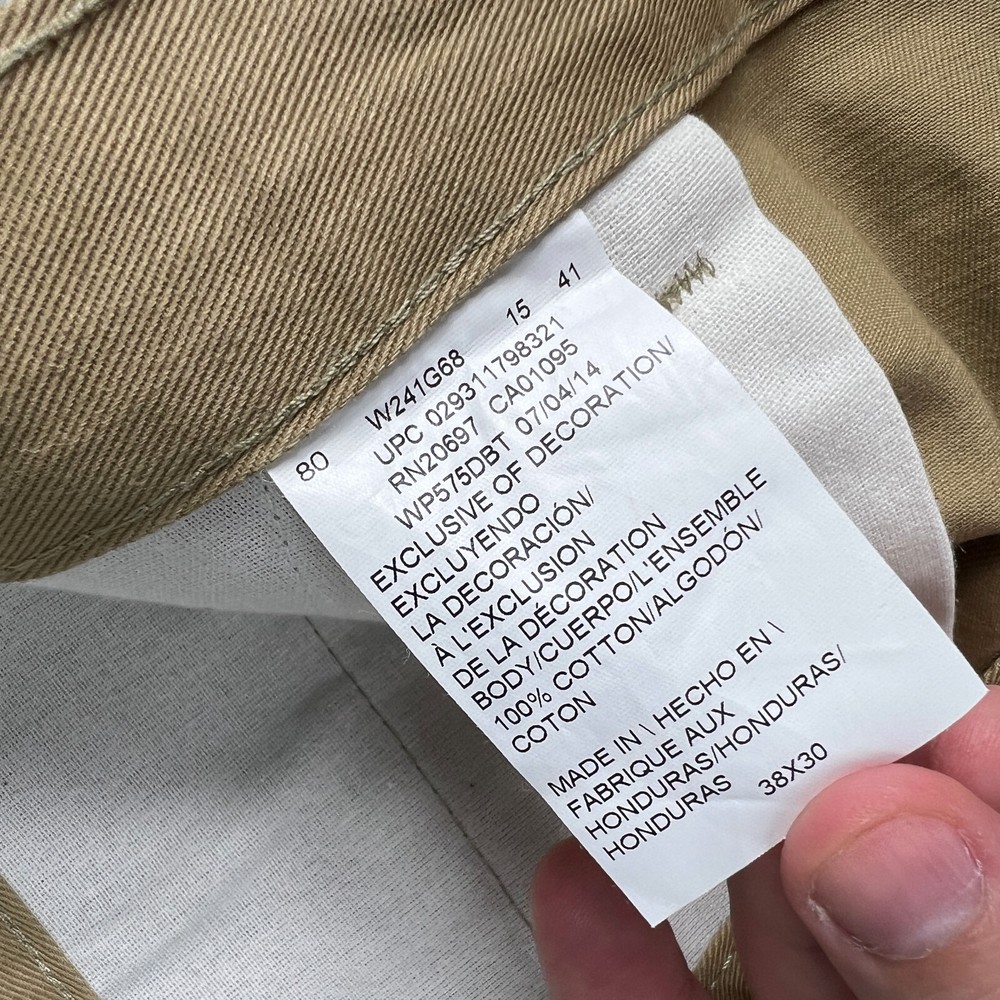 15 41
W241G68
UPC 029311798321
80 RN20697 CA01095
WP575DBT 07/04/14
EXCLUSIVE OF DECORATION/
EXCLUYENDO
LA DECORACIÓN/
À L'EXCLUSION
DE LA DÉCORATION
BODY/CUERPO/L'ENSEMBLE
100% COTTON/ALGODÓN/
COTON
MADE IN \ HECHO EN \
FABRIQUE AUX
HONDURAS/HONDURAS/
HONDURAS 38X30